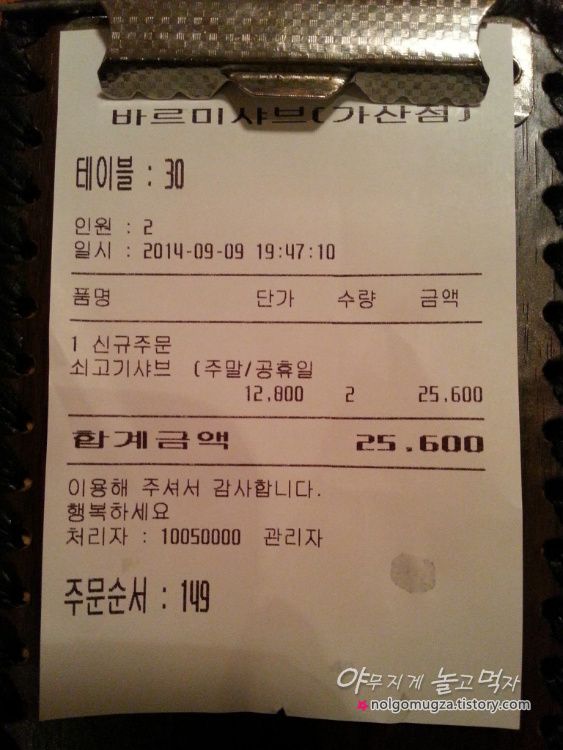 바르미샤브(가산점)
테이블 : 30
인원 : 2
일시 : 2014-09-09 19:47:10
품명 단가 수량 금액
1 신규주문
쇠고기샤브 (주말/공휴일
12,800 2 25,600
합계금액 25.600
이용해 주셔서 감사합니다.
행복하세요
처리자 : 10050000 관리자
주문순서 : 149
야무지게 놀고먹자
nolgomugza.tistory.com